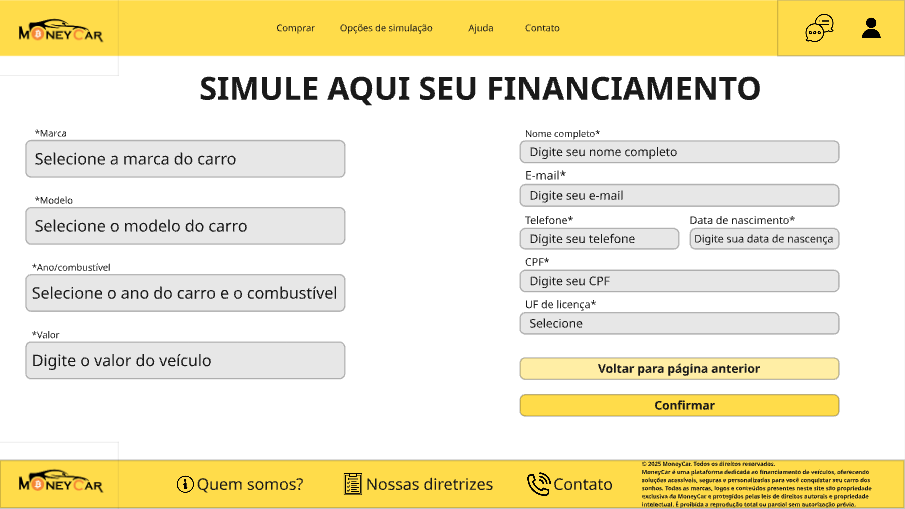 MONEYCAR
Comprar
Opções de simulação
Ajuda
Contato
SIMULE AQUI SEU FINANCIAMENTO
*Marca
Selecione a marca do carro
*Modelo
Selecione o modelo do carro
*Ano/combustível
Selecione o ano do carro e o combustível
*Valor
Digite o valor do veículo
Nome completo*
Digite seu nome completo
E-mail*
Digite seu e-mail
Telefone*
Data de nascimento*
Digite seu telefone
Digite sua data de nascença
CPF*
Digite seu CPF
UF de licença*
Selecione
Voltar para página anterior
Confirmar
MONEYCAR
Quem somos?
Nossas diretrizes
Contato
© 2025 MoneyCar. Todos os direitos reservados.
MoneyCar é uma plataforma dedicada ao financiamento de veículos, oferecendo
soluções acessíveis, seguras e personalizadas para você conquistar seu carro dos
sonhos. Todas as marcas, logos e conteúdos presentes neste site são propriedade
exclusiva da MoneyCar e protegidos pelas leis de direitos autorais e propriedade
intelectual. É proibida a reprodução total ou parcial sem autorização prévia.